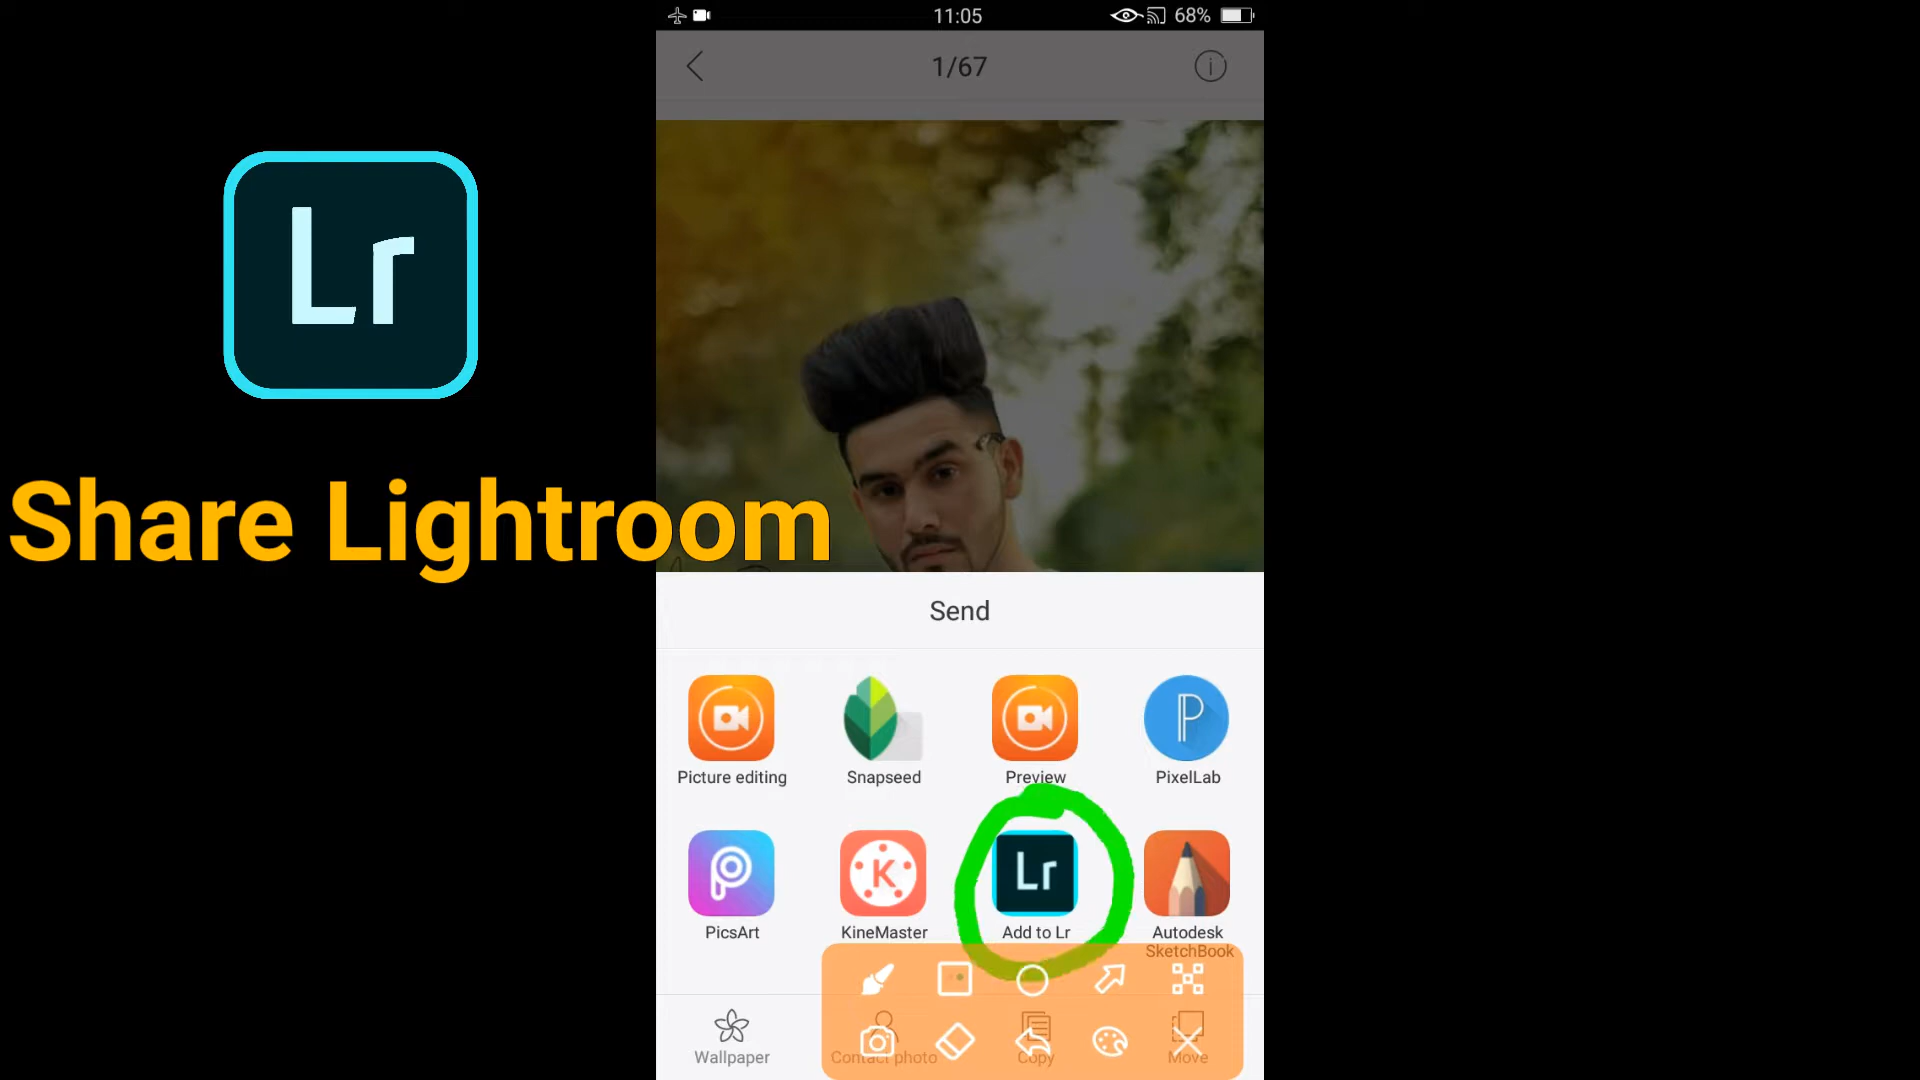 11:05
68%
1/67
Lr
Share Lightroom
Send
Picture editing
Snapseed
Preview
PixelLab
K
Lr
PicsArt
KineMaster
Add to Lr
Autodesk
SketchBook
Wallpaper
Contact photo
Copy
Move